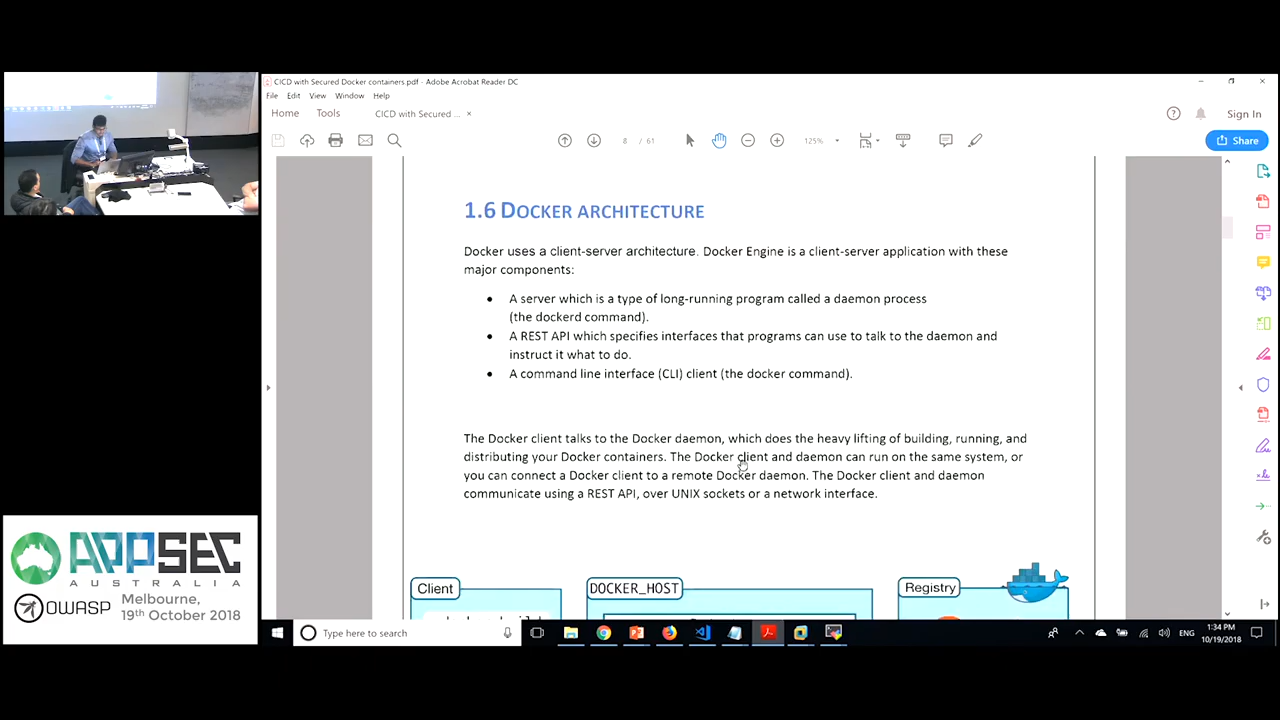 CICD with Secured Docker containers.pdf - Adobe Acrobat Reader DC
File Edit View Window Help
Home Tools CICD with Secured ... × Sign In
8 / 61 125% Share
1.6 DOCKER ARCHITECTURE
Docker uses a client-server architecture. Docker Engine is a client-server application with these
major components:
• A server which is a type of long-running program called a daemon process
(the dockerd command).
• A REST API which specifies interfaces that programs can use to talk to the daemon and
instruct it what to do.
• A command line interface (CLI) client (the docker command).
The Docker client talks to the Docker daemon, which does the heavy lifting of building, running, and
distributing your Docker containers. The Docker client and daemon can run on the same system, or
you can connect a Docker client to a remote Docker daemon. The Docker client and daemon
communicate using a REST API, over UNIX sockets or a network interface.
Client DOCKER_HOST Registry
APPSEC
AUSTRALIA
OWASP
Melbourne,
19th October 2018
Type here to search
ENG
1:34 PM
10/19/2018